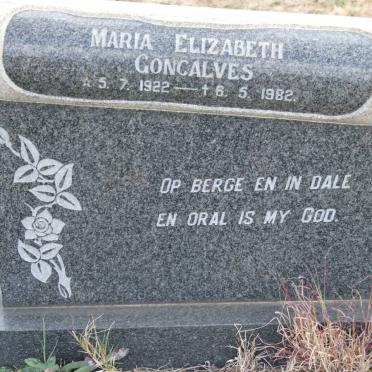 MARIA ELIZABETH
GONCALVES
☆ 5. 7. 1922 — ✝ 6. 5. 1982.
OP BERGE EN IN DALE
EN ORAL IS MY GOD.